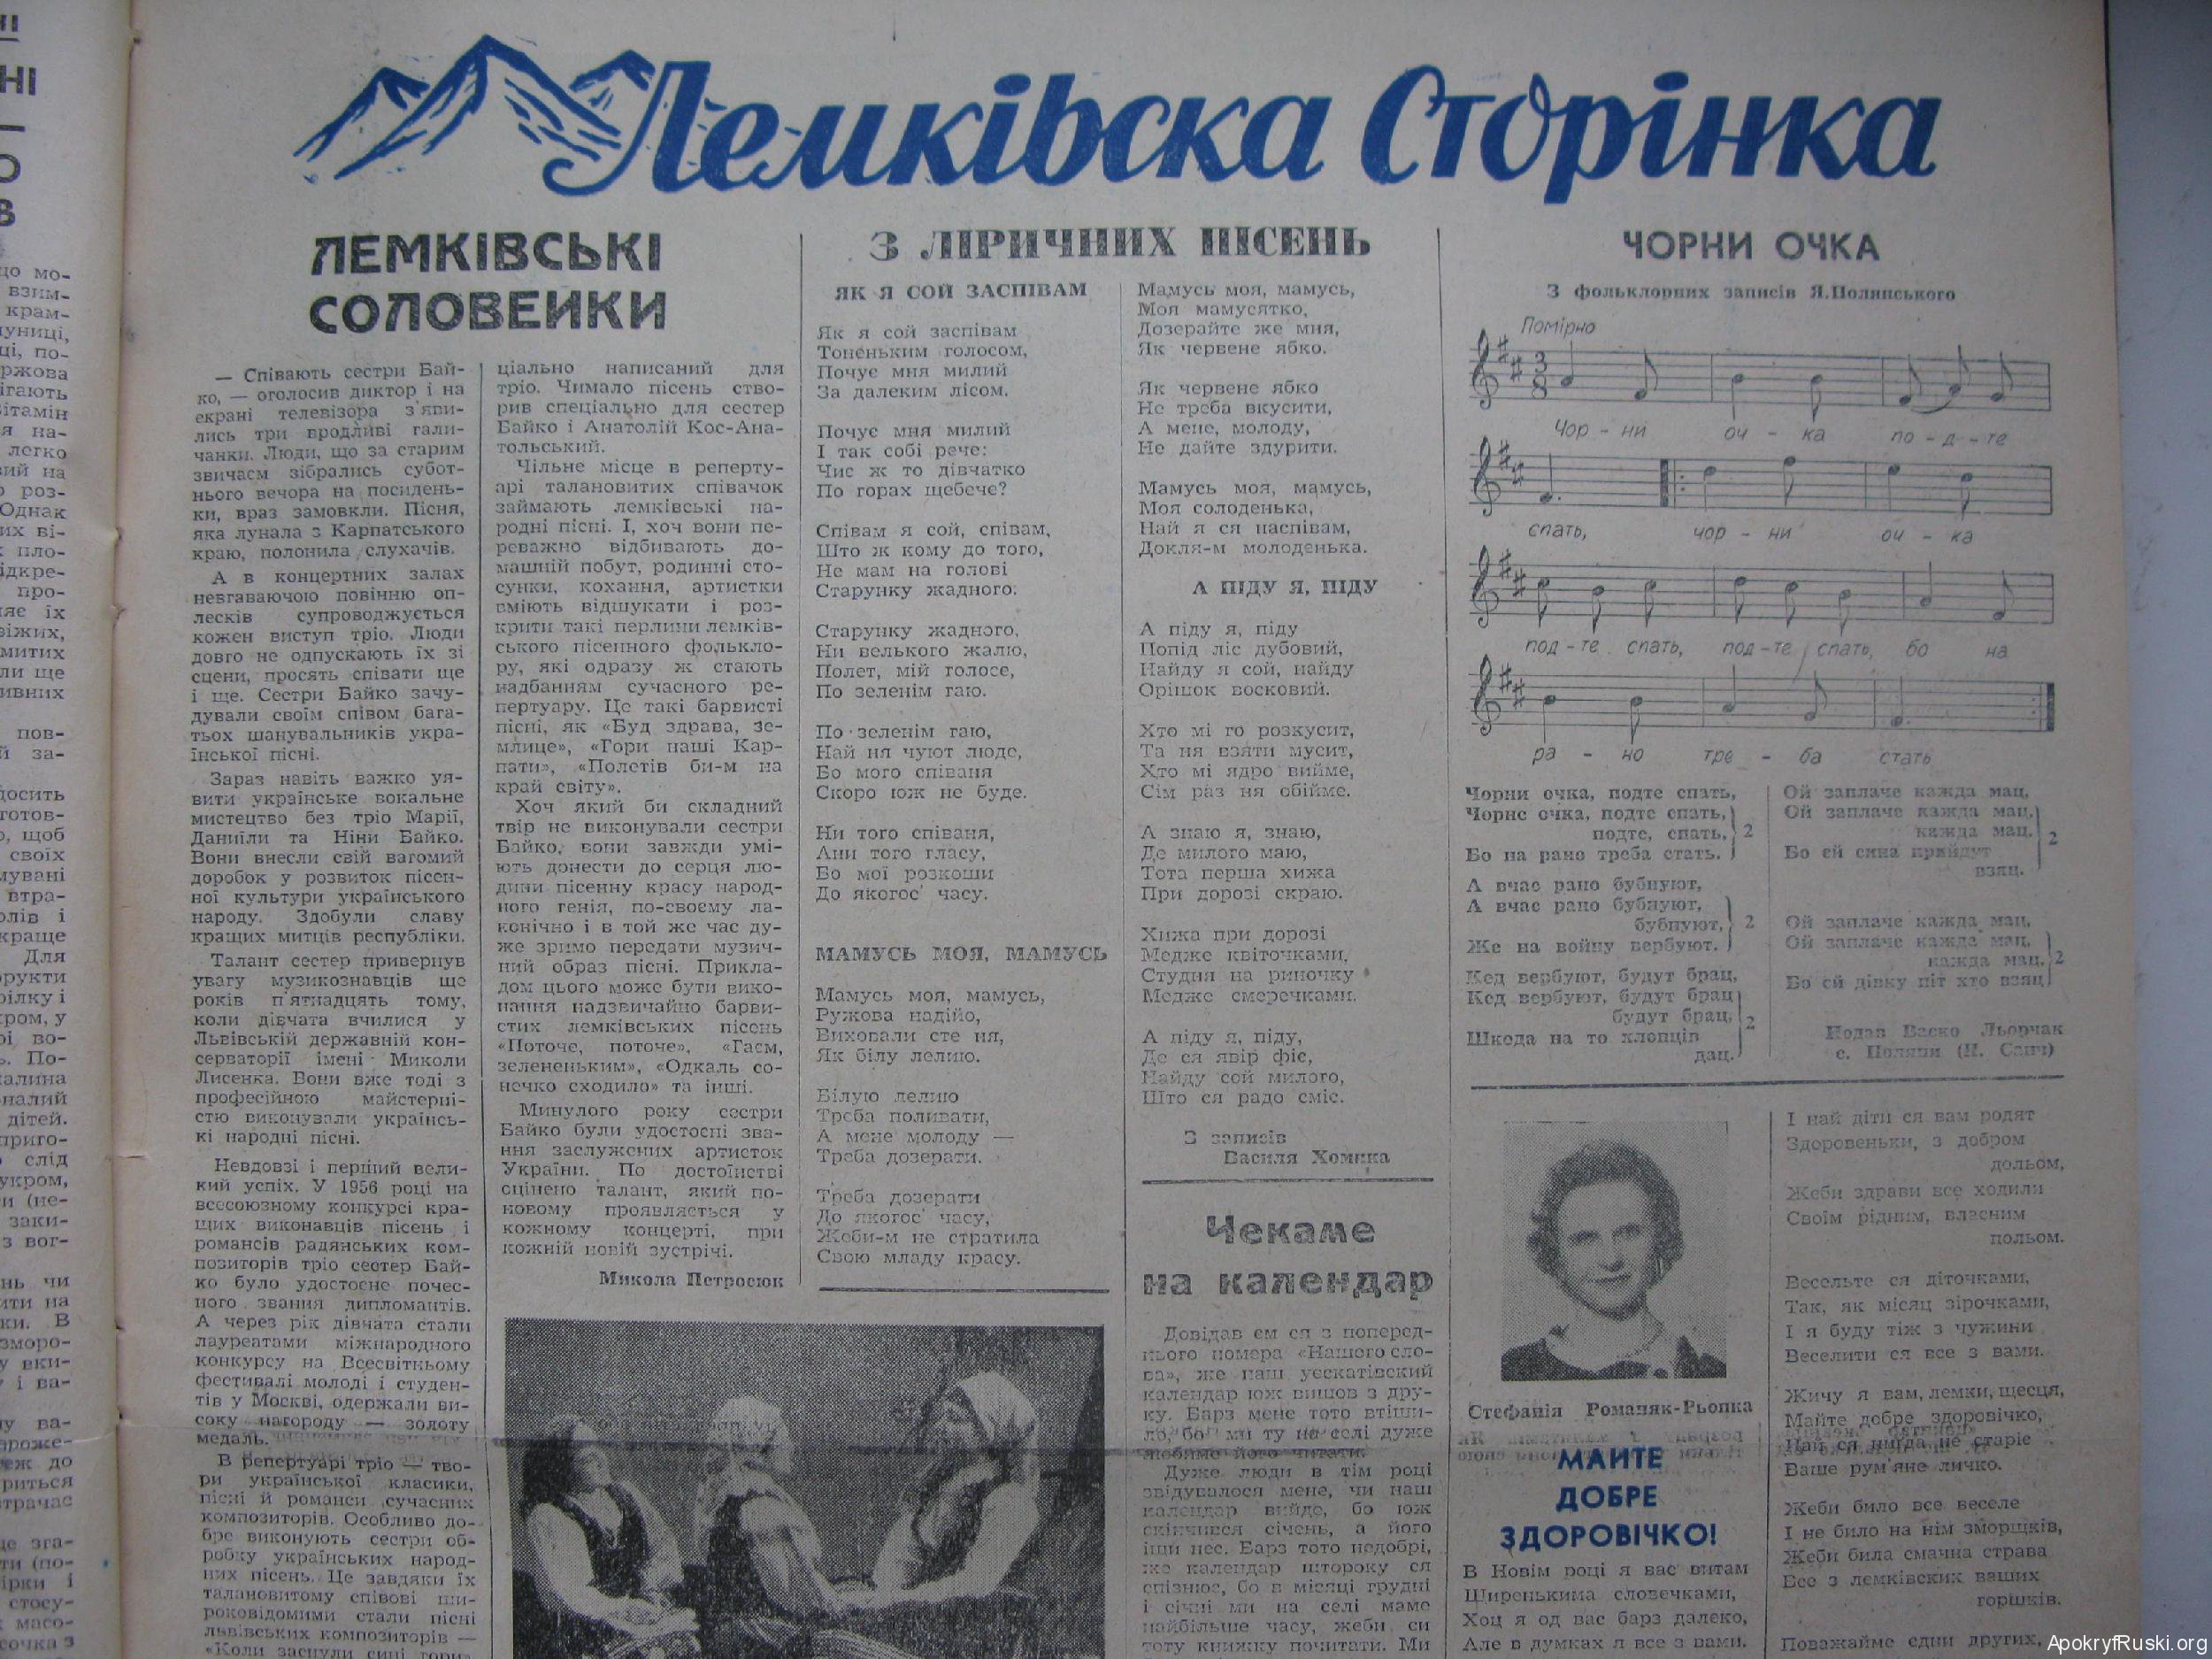 Лемківска Сторінка
ЛЕМКІВСЬКІ
СОЛОВЕЙКИ
— Співають сестри Бай-
ко, — оголосив диктор і на
екрані телевізора з'яви-
лись три вродливі гали-
чанки. Люди, що за старим
звичаєм зібрались субот-
нього вечора на посидень-
ки, враз замовкли. Пісня,
яка лунала з Карпатського
краю, полонила слухачів.
А в концертних залах
невгаваючою повінню оп-
лесків супроводжується
кожен виступ тріо. Люди
довго не одпускають їх зі
сцени, просять співати ще
і ще. Сестри Байко зачу-
дували своїм співом бага-
тьох шанувальників укра-
їнської пісні.
Зараз навіть важко уя-
вити українське вокальне
мистецтво без тріо Марії,
Даниїли та Ніни Байко.
Вони внесли свій вагомий
доробок у розвиток пісен-
ної культури українського
народу. Здобули славу
кращих митців республіки.
Талант сестер привернув
увагу музикознавців ще
років п'ятнадцять тому,
коли дівчата вчилися у
Львівській державній кон-
серваторії імені Миколи
Лисенка. Вони вже тоді з
професійною майстерні-
стю виконували українсь-
кі народні пісні.
Невдовзі і перший вели-
кий успіх. У 1956 році на
всесоюзному конкурсі кра-
щих виконавців пісень і
романсів радянських ком-
позиторів тріо сестер Бай-
ко було удостоєне почес-
ного звання дипломантів.
А через рік дівчата стали
лауреатами міжнародного
конкурсу на Всесвітньому
фестивалі молоді і студен-
тів у Москві, одержали ви-
соку нагороду — золоту
медаль.
В репертуарі тріо — тво-
ри української класики,
пісні й романси сучасних
композиторів. Особливо до-
бре виконують сестри об-
робку українських народ-
них пісень. Це завдяки їх
талановитому співові ши-
роковідомими стали пісні
львівських композиторів —
«Коли заснули сині гори»
ціально написаний для
тріо. Чимало пісень ство-
рив спеціально для сестер
Байко і Анатолій Кос-Ана-
тольський.
Чільне місце в реперту-
арі талановитих співачок
займають лемківські на-
родні пісні. І, хоч вони пе-
реважно відбивають до-
машній побут, родинні сто-
сунки, кохання, артистки
вміють відшукати і роз-
крити такі перлини лемків-
ського пісенного фолькло-
ру, які одразу ж стають
надбанням сучасного ре-
пертуару. Це такі барвисті
пісні, як «Буд здрава, зе-
млице», «Гори наші Кар-
пати», «Полетів би-м на
край світу».
Хоч який би складний
твір не виконували сестри
Байко, вони завжди умі-
ють донести до серця лю-
дини пісенну красу народ-
ного генія, по-своєму ла-
конічно і в той же час ду-
же зримо передати музич-
ний образ пісні. Прикла-
дом цього може бути вико-
нання надзвичайно барви-
стих лемківських пісень
«Поточе, поточе», «Гаєм,
зелененьким», «Одкаль со-
нечко сходило» та інші.
Минулого року сестри
Байко були удостоєні зва-
ння заслужених артисток
України. По достоїнстві
оцінено талант, який по-
новому проявляється у
кожному концерті, при
кожній новій зустрічі.
Микола Петросюк
З ЛІРИЧНИХ ПІСЕНЬ
ЯК Я СОЙ ЗАСПІВАМ
Як я сой заспівам
Тоненьким голосом,
Почує мня милий
За далеким лісом.
Почує мня милий
І так собі рече:
Чиє ж то дівчатко
По горах щебече?
Співам я сой, співам,
Што ж кому до того,
Не мам на голові
Старунку жадного.
Старунку жадного,
Ни велького жалю,
Полет, мій голосе,
По зеленім гаю.
По зеленім гаю,
Най ня чуют люде,
Бо мого співаня
Скоро юж не буде.
Ни того співаня,
Ани того гласу,
Бо мої розкоши
До якогос' часу.
МАМУСЬ МОЯ, МАМУСЬ
Мамусь моя, мамусь,
Ружова надійо,
Виховали сте ня,
Як білу лелию.
Білую лелию
Треба поливати,
А мене молоду —
Треба дозерати.
Треба дозерати
До якогос' часу,
Жеби-м не стратила
Свою младу красу.
Мамусь моя, мамусь,
Моя мамусятко,
Дозерайте же мня,
Як червене ябко.
Як червене ябко
Не треба вкусити,
А мене, молоду,
Не дайте здурити.
Мамусь моя, мамусь,
Моя солоденька,
Най я ся наспівам,
Докля-м молоденька.
А ПІДУ Я, ПІДУ
А піду я, піду
Попід ліс дубовий,
Найду я сой, найду
Орішок восковий.
Хто мі го розкусит,
Та ня взяти мусит,
Хто мі ядро вийме,
Сім раз ня обійме.
А знаю я, знаю,
Де милого маю,
Тота перша хижа
При дорозі скраю.
Хижа при дорозі
Медже квіточками,
Студня на риночку
Медже смеречками.
А піду я, піду,
Де ся явір фіє,
Найду сой милого,
Што ся радо сміє.
З записів
Василя Хомика
Чекаме
на календар
Довідав єм ся з поперед-
нього номера «Нашого сло-
ва», же наш уескатівский
календар юж вишов з дру-
ку. Барз мене тото втіши-
ло, бо ми ту на селі дуже
любиме його читати.
Дуже люди в тім році
звідувалося мене, чи наш
календар вийде, бо юж
скінчився січень, а його
іщи нес. Барз тото недобрі,
же календар штороку ся
спізнює, бо в місяці грудні
і січні ми на селі маме
найбільше часу, жеби си
тоту книжку почитати. Ми
ЧОРНИ ОЧКА
З фольклорних записів Я.Полянського
Помірно
Чор - ни оч - ка по - д - те
спать, чор - ни оч - ка
под - те спать, под - те спать, бо на
ра - но тре - ба стать
Чорни очка, подте спать,
Чорне очка, подте спать,
подте, спать, 2
Бо на рано треба стать.
А вчас рано бубнуют,
А вчас рано бубнуют,
бубнуют, 2
Же на войну вербуют.
Кед вербуют, будут брац,
Кед вербуют, будут брац
будут брац, 2
Шкода на то хлопців
дац.
Ой заплаче кажда мац,
Ой заплаче кажда мац,
кажда мац, 2
Бо єй сина прийдут
взяц.
Ой заплаче кажда мац,
Ой заплаче кажда мац,
кажда мац, 2
Бо єй дівку ніт хто взяц
Подав Васко Льорчак
с. Поляни (Н. Санч)
Стефанія Романяк-Рьопка
МАЙТЕ
ДОБРЕ
ЗДОРОВІЧКО!
В Новім році я вас витам
Щиренькима словечками,
Хоц я од вас барз далеко,
Але в думках я все з вами.
І най діти ся вам родят
Здоровеньки, з добром
дольом,
Жеби здрави все ходили
Своїм рідним, власним
польом.
Весельте ся діточками,
Так, як місяц зірочками,
І я буду тіж з чужини
Веселити ся все з вами.
Жичу я вам, лемки, щесця,
Майте добре здоровічко,
Най ся нигда не старіє
Ваше рум'яне личко.
Жеби било все веселе
І не било на нім зморщків,
Жеби била смачна страва
Все з лемківских ваших
горшків.
Поважайме єдни других,
ApokryfRuski.org